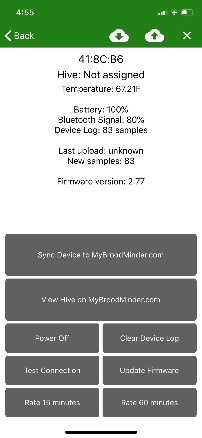 4:55
Back
41:8C:B6
Hive: Not assigned
Temperature: 67.21F
Battery: 100%
Bluetooth Signal: 80%
Device Log: 83 samples
Last upload: unknown
New samples: 83
Firmware version: 2.77
Sync Device to MyBroodMinder.com
View Hive on MyBroodMinder.com
Power Off
Clear Device Log
Test Connection
Update Firmware
Rate 15 minutes
Rate 60 minutes